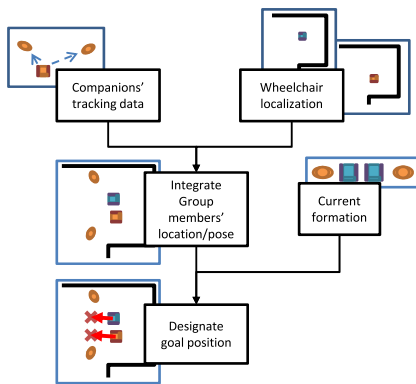 Companions'
tracking data
Wheelchair
localization
Integrate
Group
members'
location/pose
Current
formation
Designate
goal position